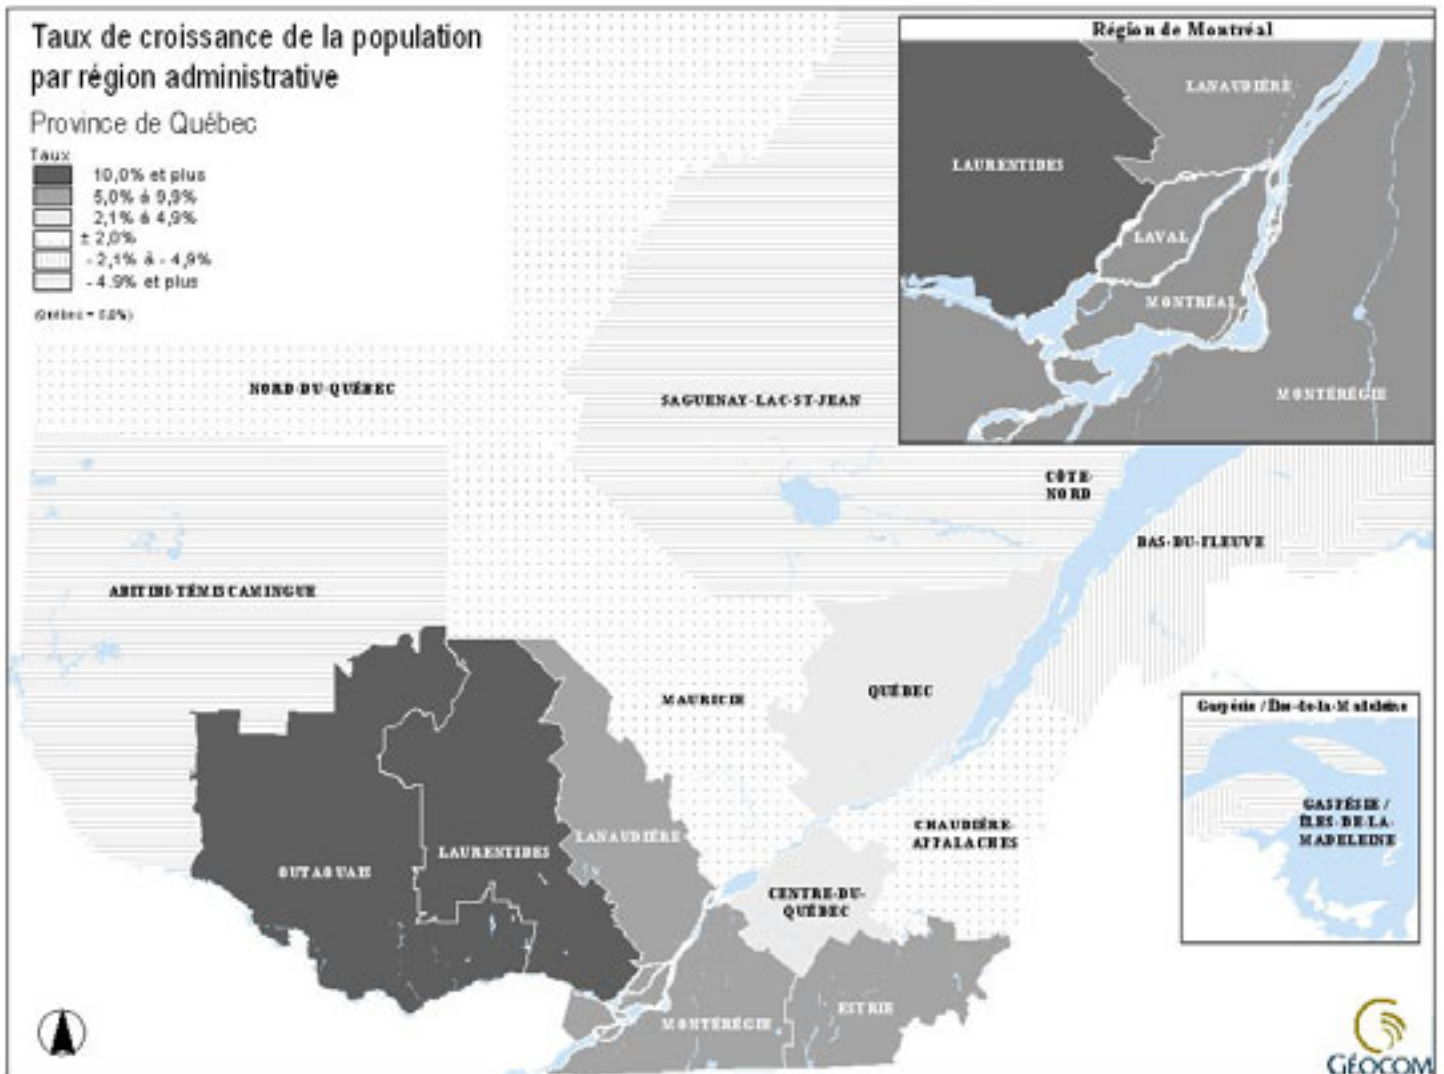 Taux de croissance de la population
par région administrative
Province de Québec
Taux
10,0% et plus
5,0% à 9,9%
2,1% à 4,9%
± 2,0%
- 2,1% à - 4,9%
- 4.9% et plus
Région de Montréal
LANAUDIÈRE
LAURENTIDES
LAVAL
MONTRÉAL
MONTÉRÉGIE
NORD-DU-QUÉBEC
SAGUENAY-LAC-ST-JEAN
CÔTE-
NORD
BAS-DU-FLEUVE
ABITIBI-TÉMISCAMINGUE
MAURICIE
QUÉBEC
Gaspésie / Îles-de-la-Madeleine
GASPÉSIE /
ÎLES-DE-LA-
MADELEINE
LANAUDIÈRE
CHAUDIÈRE-
APPALACHES
LAURENTIDES
OUTAOUAIS
CENTRE-DU-
QUÉBEC
ESTRIE
MONTÉRÉGIE
GÉOCOM